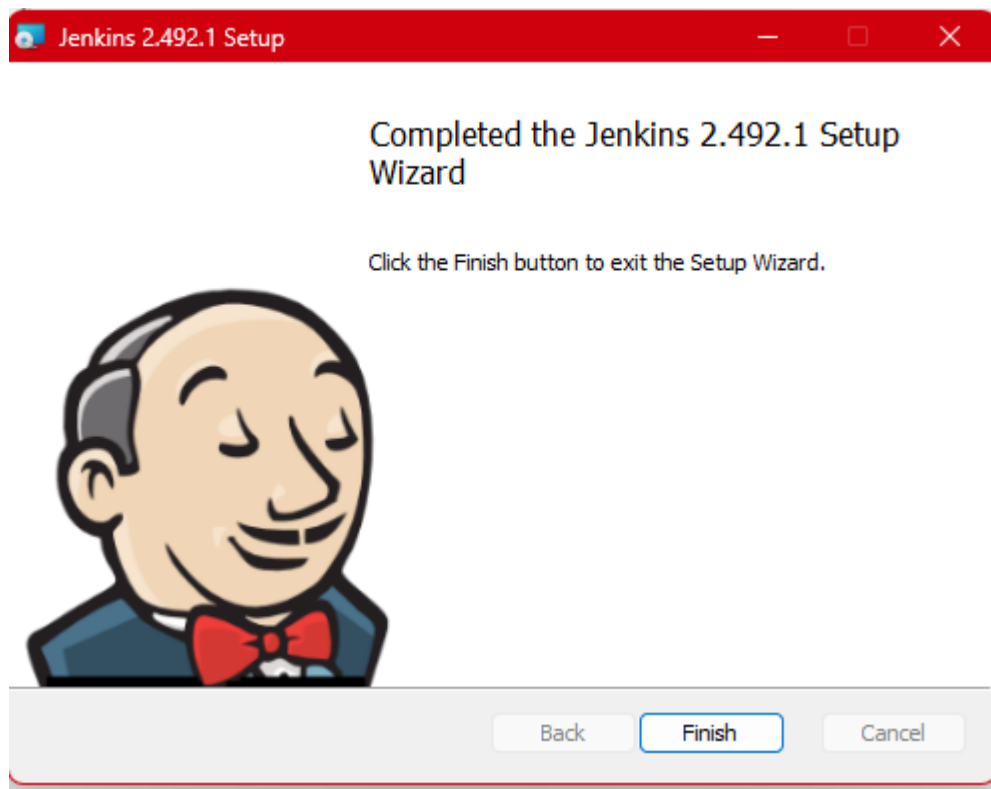 Jenkins 2.492.1 Setup
Completed the Jenkins 2.492.1 Setup
Wizard
Click the Finish button to exit the Setup Wizard.
Back
Finish
Cancel